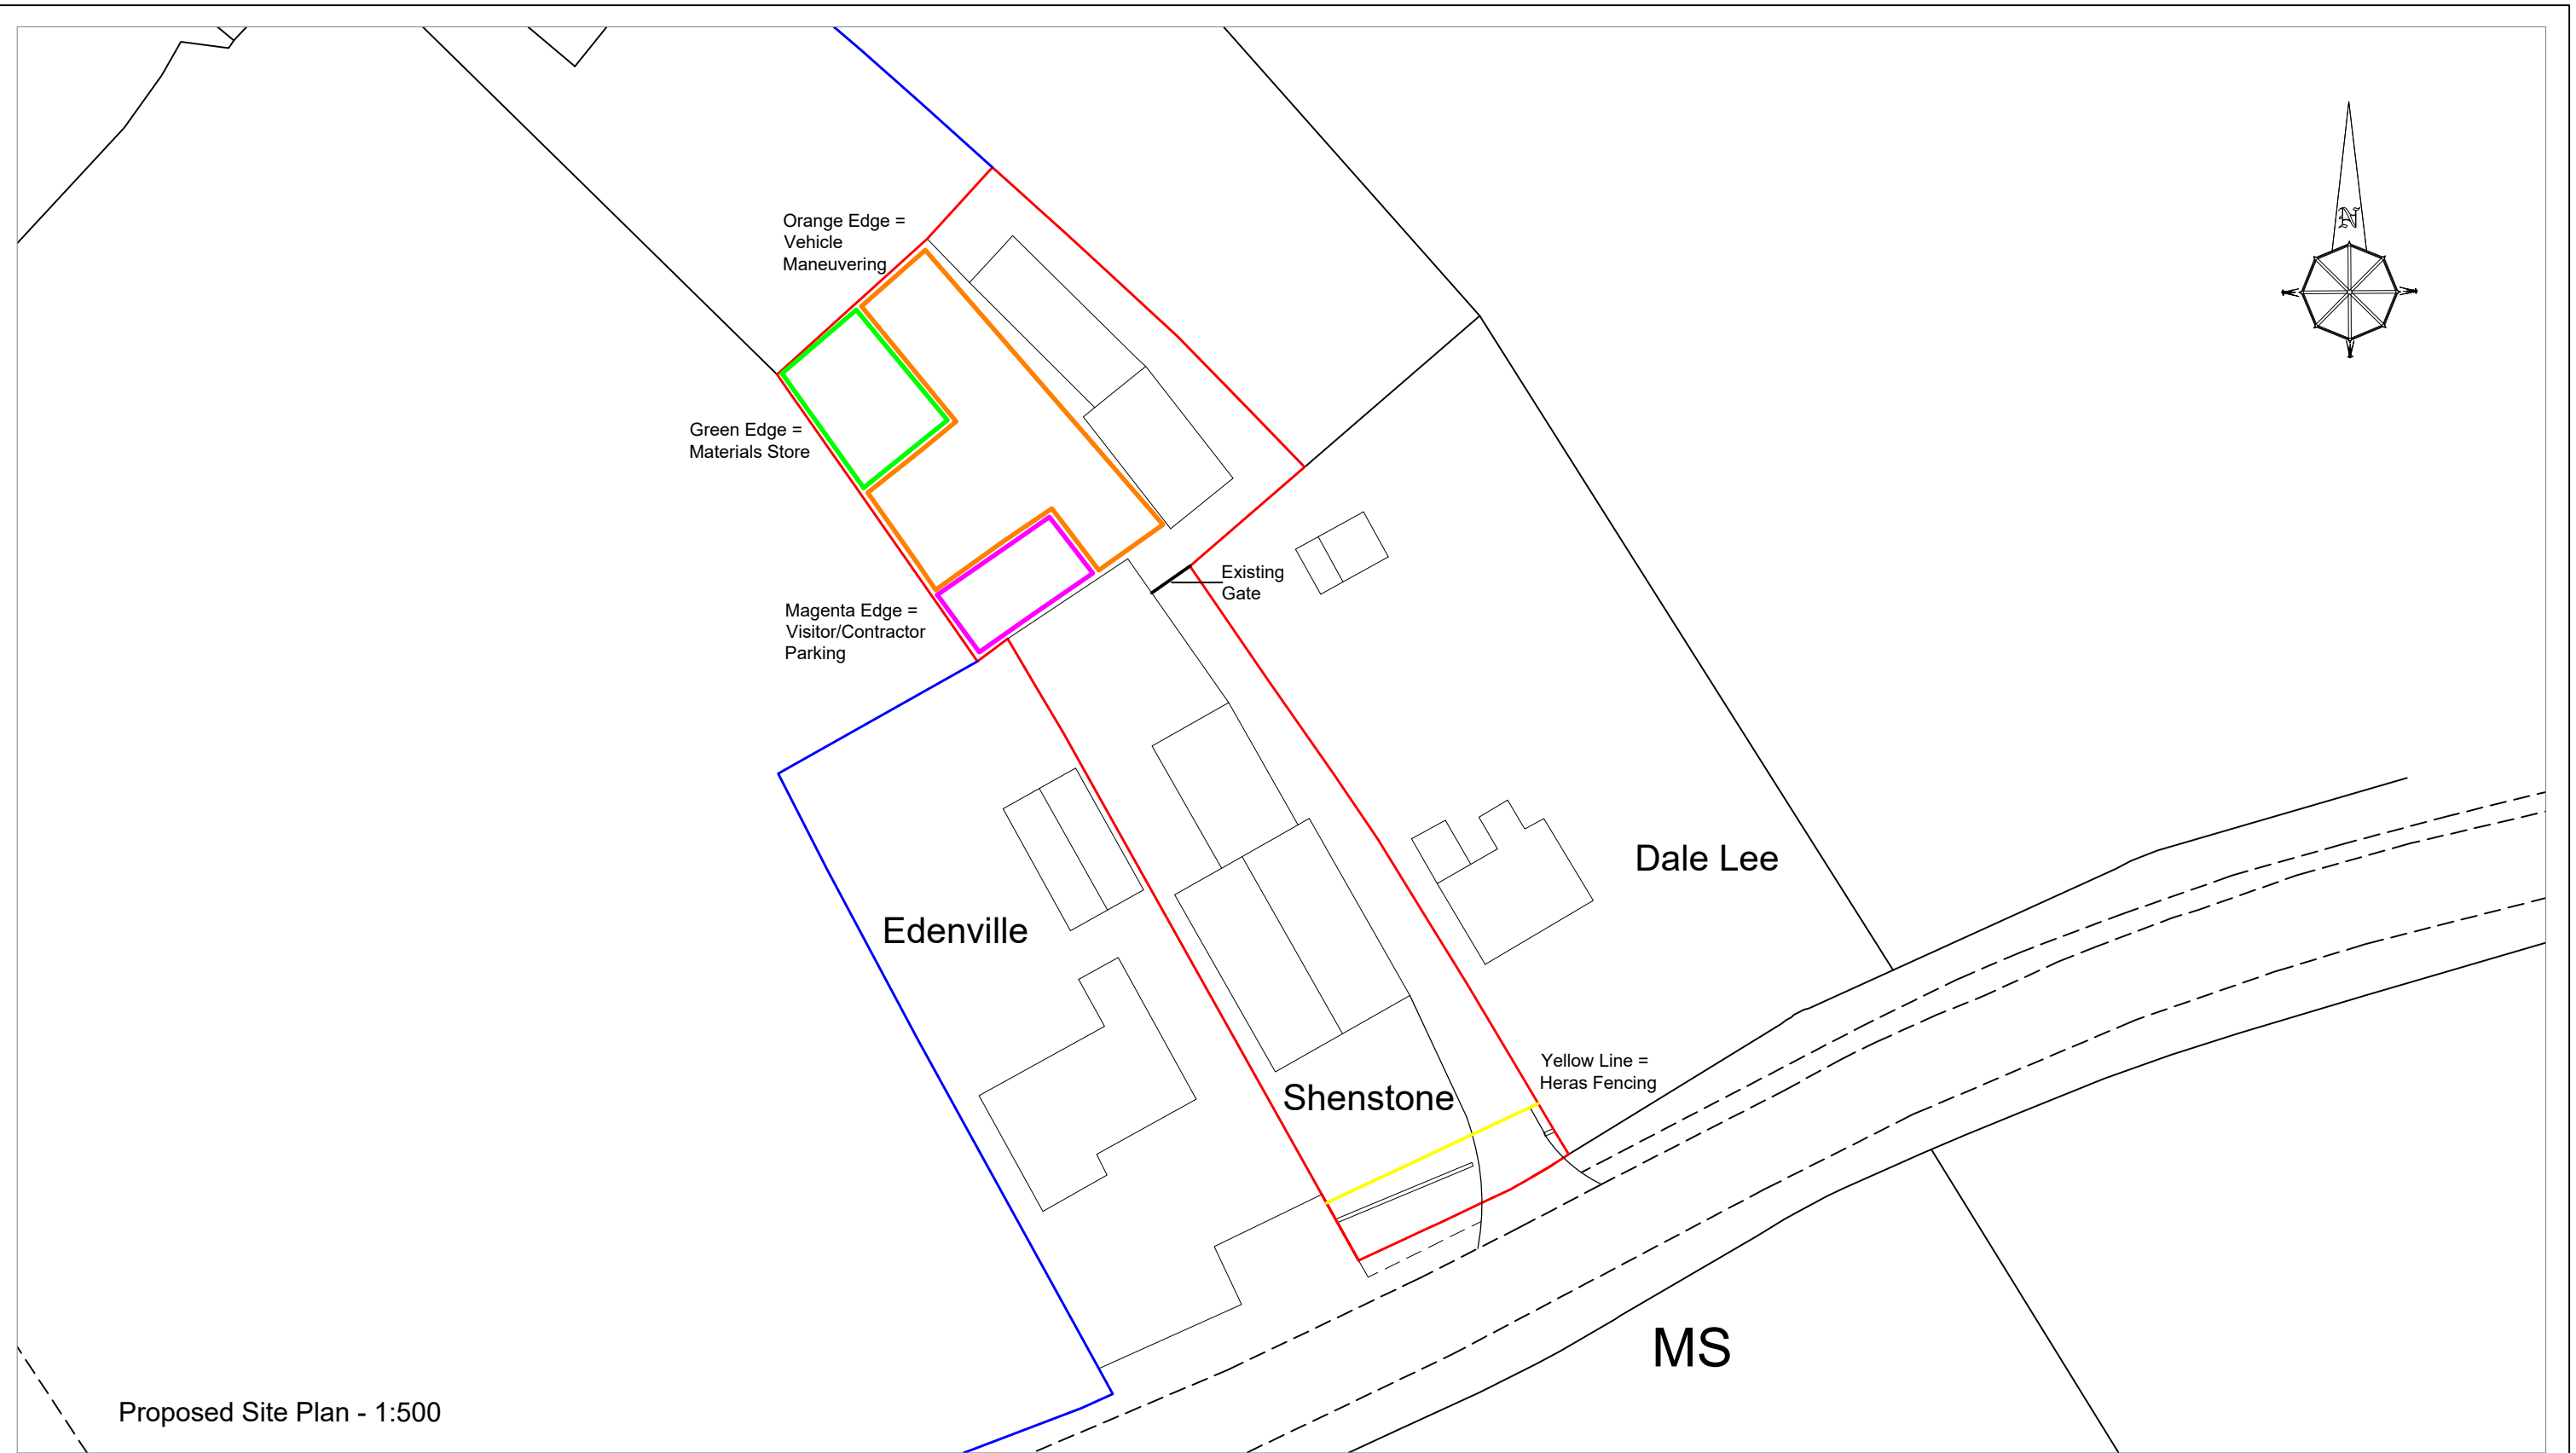 Orange Edge =
Vehicle
Maneuvering
N
Green Edge =
Materials Store
Existing
Gate
Magenta Edge =
Visitor/Contractor
Parking
Dale Lee
Edenville
Yellow Line =
Heras Fencing
Shenstone
MS
Proposed Site Plan - 1:500